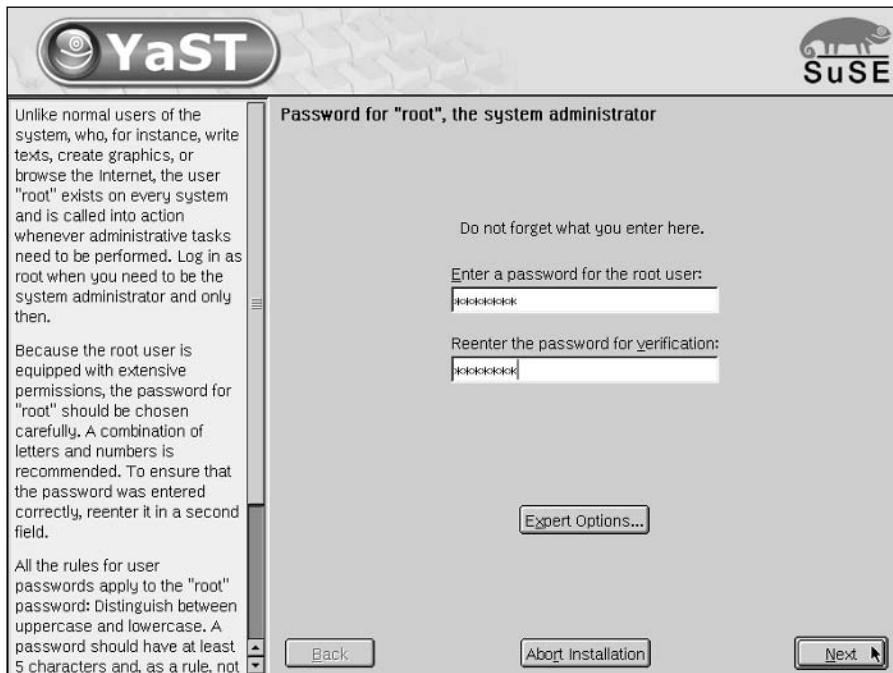 YaST
SuSE
Unlike normal users of the
system, who, for instance, write
texts, create graphics, or
browse the Internet, the user
"root" exists on every system
and is called into action
whenever administrative tasks
need to be performed. Log in as
root when you need to be the
system administrator and only
then.
Because the root user is
equipped with extensive
permissions, the password for
"root" should be chosen
carefully. A combination of
letters and numbers is
recommended. To ensure that
the password was entered
correctly, reenter it in a second
field.
All the rules for user
passwords apply to the "root"
password: Distinguish between
uppercase and lowercase. A
password should have at least
5 characters and, as a rule, not
Password for "root", the system administrator
Do not forget what you enter here.
Enter a password for the root user:
*******
Reenter the password for verification:
*******
Expert Options...
Back
Abort Installation
Next